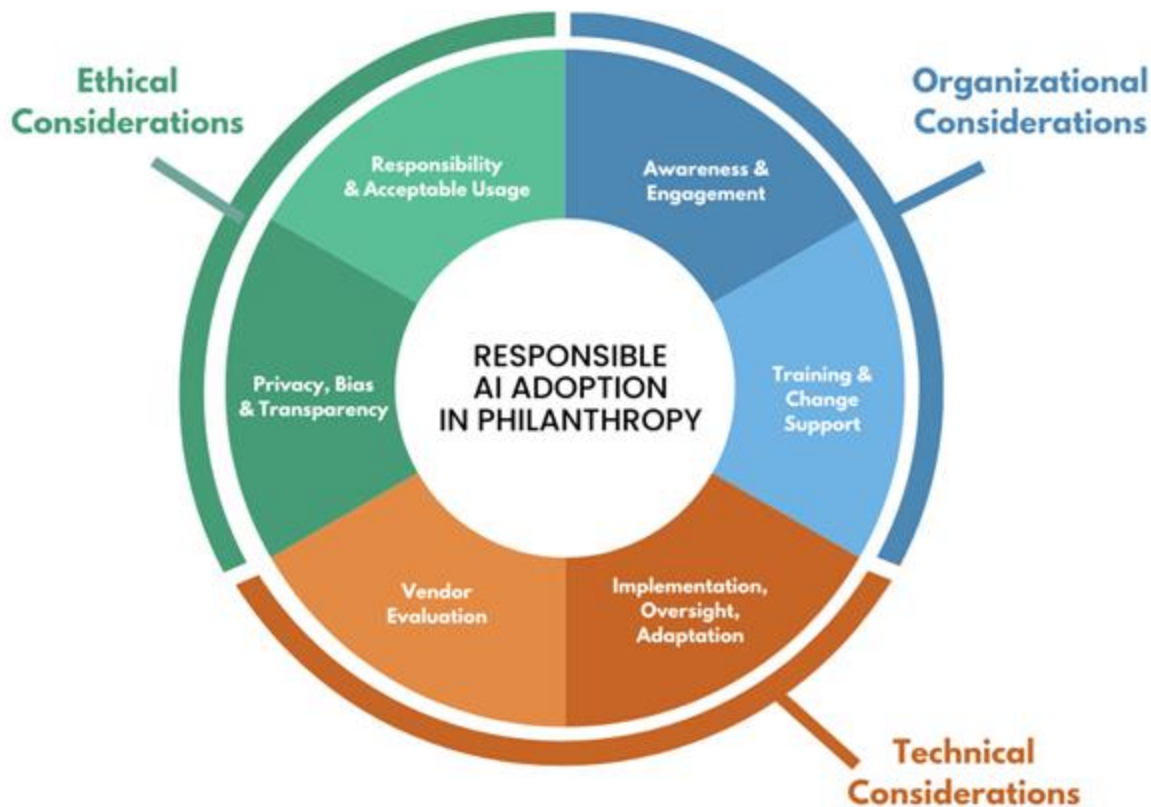 Ethical
Considerations
Organizational
Considerations
Responsibility
& Acceptable Usage
Awareness &
Engagement
Privacy, Bias
& Transparency
RESPONSIBLE
AI ADOPTION
IN PHILANTHROPY
Training &
Change
Support
Vendor
Evaluation
Implementation,
Oversight,
Adaptation
Technical
Considerations